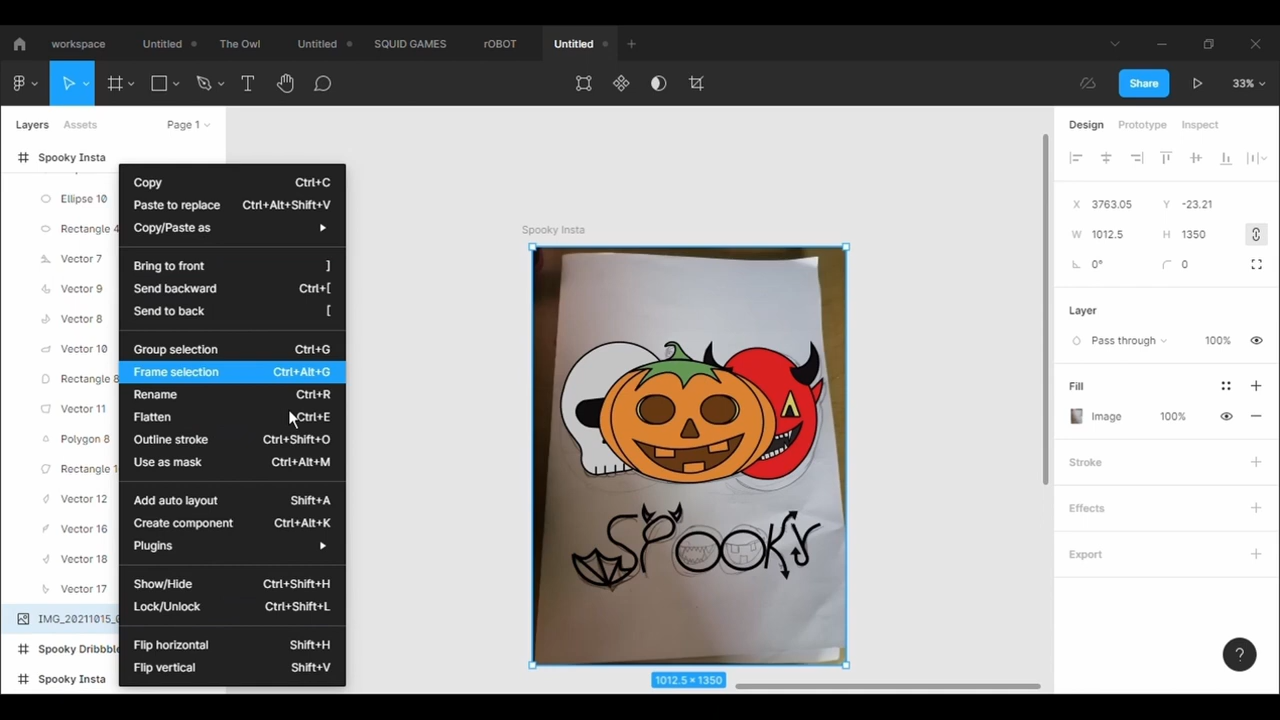 workspace Untitled The Owl Untitled SQUID GAMES rOBOT Untitled
Share 33%
Layers Assets Page 1
Spooky Insta
Ellipse 10
Rectangle 4
Vector 7
Vector 9
Vector 8
Vector 10
Rectangle 8
Vector 11
Polygon 8
Rectangle 1
Vector 12
Vector 16
Vector 18
Vector 17
IMG_20211015_0
Spooky Dribbble
Spooky Insta
Copy Ctrl+C
Paste to replace Ctrl+Alt+Shift+V
Copy/Paste as
Bring to front ]
Send backward Ctrl+[
Send to back [
Group selection Ctrl+G
Frame selection Ctrl+Alt+G
Rename Ctrl+R
Flatten Ctrl+E
Outline stroke Ctrl+Shift+O
Use as mask Ctrl+Alt+M
Add auto layout Shift+A
Create component Ctrl+Alt+K
Plugins
Show/Hide Ctrl+Shift+H
Lock/Unlock Ctrl+Shift+L
Flip horizontal Shift+H
Flip vertical Shift+V
Spooky Insta
SPOOKY
1012.5 × 1350
Design Prototype Inspect
X 3763.05 Y -23.21
W 1012.5 H 1350
0° 0
Layer
Pass through 100%
Fill
Image 100%
Stroke
Effects
Export
?